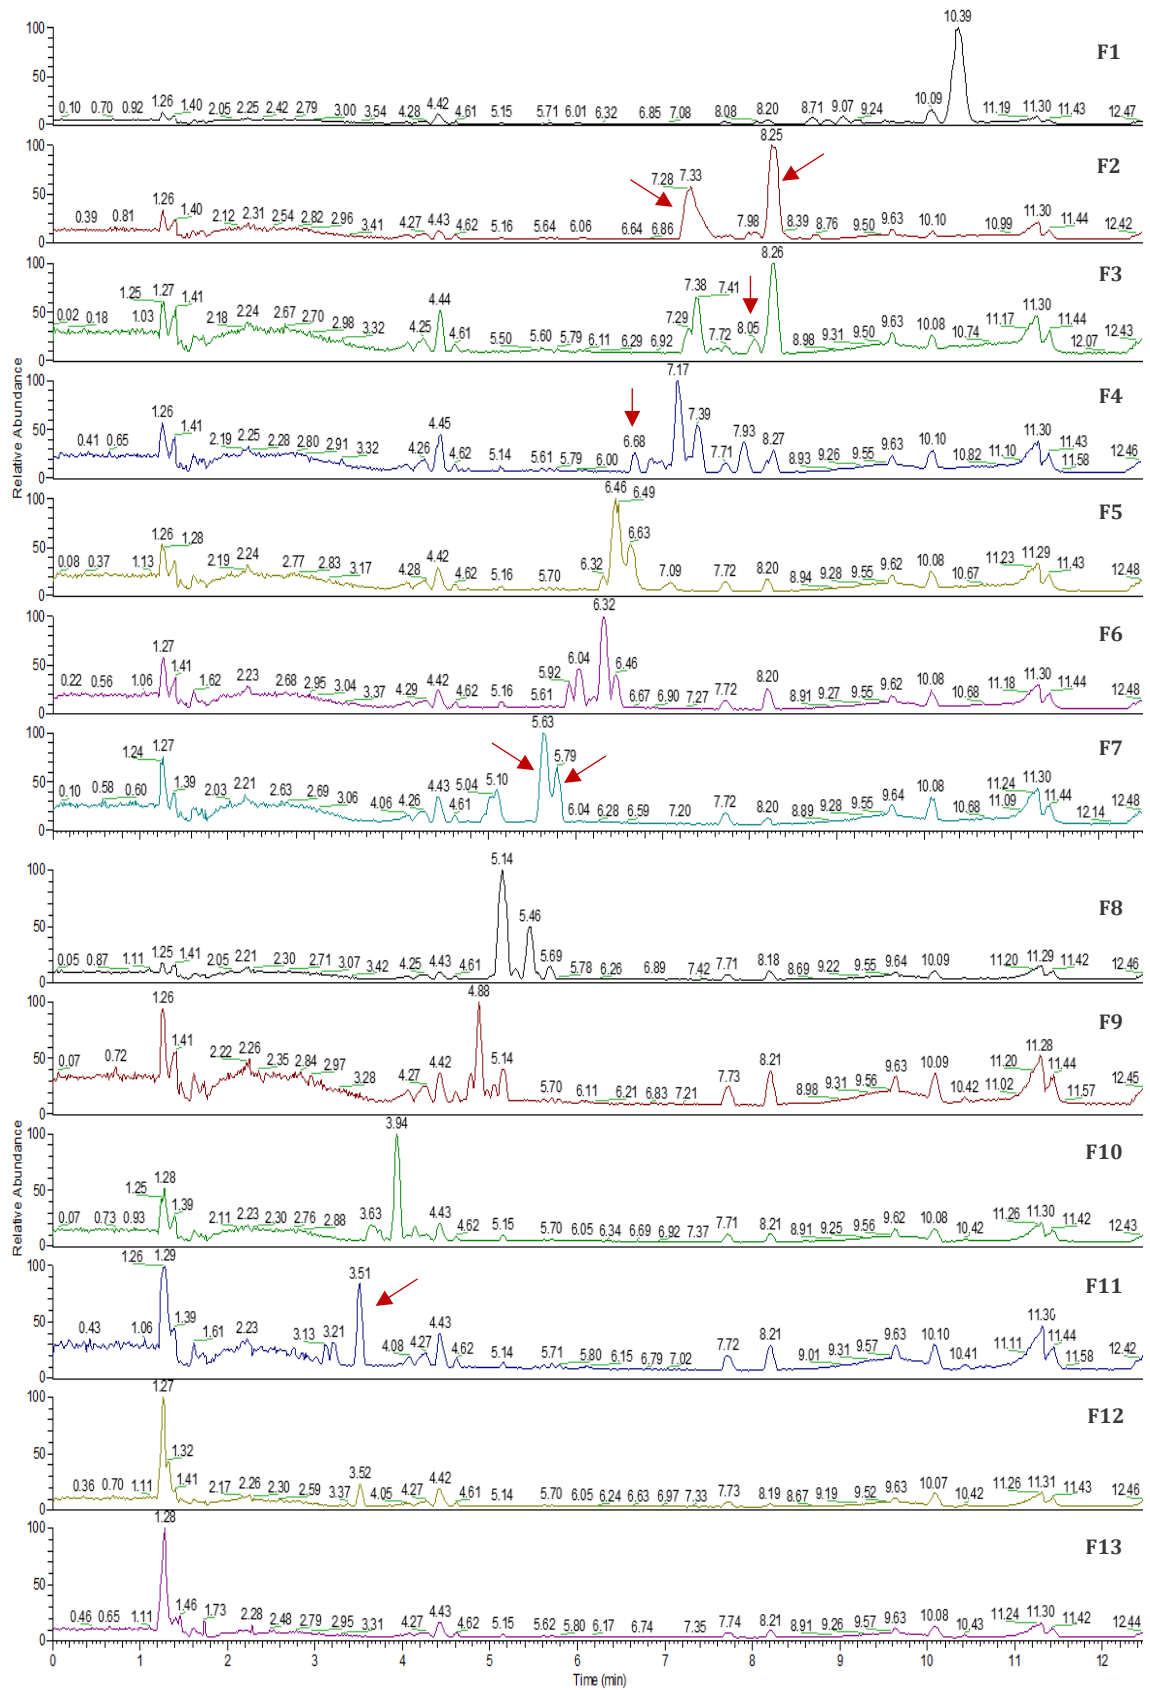 10.39
100
F1
50
0.10 0.70 0.92 1.26 1.40 2.05 2.25 2.42 2.79 3.00 3.54 4.28 4.42 4.61 5.15 5.71 6.01 6.32 6.85 7.08 8.08 8.20 8.71 9.07 9.24 10.09 11.19 11.30 11.43 12.47
0
8.25
100
F2
7.28 7.33
50
0.39 0.81 1.26 1.40 2.12 2.31 2.54 2.82 2.96 3.41 4.27 4.43 4.62 5.16 5.64 6.06 6.64 6.86 7.98 8.39 8.76 9.50 9.63 10.10 10.99 11.30 11.44 12.42
0
8.26
100
F3
7.38 7.41
50
0.02 0.18 1.03 1.25 1.27 1.41 2.18 2.24 2.67 2.70 2.98 3.32 4.25 4.44 4.61 5.50 5.60 5.79 6.11 6.29 6.92 7.29 7.72 8.05 8.98 9.31 9.50 9.63 10.08 10.74 11.17 11.30 11.44 12.07 12.43
0
Relative Abundance
7.17
100
F4
50
0.41 0.65 1.26 1.41 2.19 2.25 2.28 2.80 2.91 3.32 4.26 4.45 4.62 5.14 5.61 5.79 6.00 6.68 7.39 7.71 7.93 8.27 8.93 9.26 9.55 9.63 10.10 10.82 11.10 11.30 11.43 11.58 12.46
0
6.46 6.49
100
F5
50
0.08 0.37 1.13 1.26 1.28 2.19 2.24 2.77 2.83 3.17 4.28 4.42 4.62 5.16 5.70 6.32 6.63 7.09 7.72 8.20 8.94 9.28 9.55 9.62 10.08 10.67 11.23 11.29 11.43 12.48
0
6.32
100
F6
50
0.22 0.56 1.06 1.27 1.41 1.62 2.23 2.68 2.95 3.04 3.37 4.29 4.42 4.62 5.16 5.61 5.92 6.04 6.46 6.67 6.90 7.27 7.72 8.20 8.91 9.27 9.55 9.62 10.08 10.68 11.18 11.30 11.44 12.48
0
5.63
100
F7
50
0.10 0.58 0.60 1.24 1.27 1.39 2.03 2.21 2.63 2.69 3.06 4.06 4.26 4.43 4.61 5.04 5.10 5.79 6.04 6.28 6.59 7.20 7.72 8.20 8.89 9.28 9.55 9.64 10.08 10.68 11.09 11.24 11.30 11.44 12.14 12.48
0
5.14
100
F8
50
0.05 0.87 1.11 1.25 1.41 2.05 2.21 2.30 2.71 3.07 3.42 4.25 4.43 4.61 5.46 5.69 5.78 6.26 6.89 7.42 7.71 8.18 8.69 9.22 9.55 9.64 10.09 11.20 11.29 11.42 12.46
0
4.88
100
F9
50
0.07 0.72 1.26 1.41 2.22 2.26 2.35 2.84 2.97 3.28 4.27 4.42 5.14 5.70 6.11 6.21 6.83 7.21 7.73 8.21 8.98 9.31 9.56 9.63 10.09 10.42 11.02 11.20 11.28 11.44 11.57 12.45
0
Relative Abundance
3.94
100
F10
50
0.07 0.73 0.93 1.25 1.28 1.39 2.11 2.23 2.30 2.76 2.88 3.63 4.43 4.62 5.15 5.70 6.05 6.34 6.69 6.92 7.37 7.71 8.21 8.91 9.25 9.56 9.62 10.08 10.42 11.26 11.30 11.42 12.43
0
1.26 1.29
100
F11
50
0.43 1.06 1.39 1.61 2.23 3.13 3.21 3.51 4.08 4.27 4.43 4.62 5.14 5.71 5.80 6.15 6.79 7.02 7.72 8.21 9.01 9.31 9.57 9.63 10.10 10.41 11.11 11.30 11.44 11.58 12.42
0
1.27
100
F12
50
0.36 0.70 1.11 1.32 1.41 2.17 2.26 2.30 2.59 3.37 3.52 4.05 4.27 4.42 4.61 5.14 5.70 6.05 6.24 6.63 6.97 7.33 7.73 8.19 8.67 9.19 9.52 9.63 10.07 10.42 11.26 11.31 11.43 12.46
0
1.28
100
F13
50
0.46 0.65 1.11 1.46 1.73 2.28 2.48 2.79 2.95 3.31 4.27 4.43 4.62 5.15 5.62 5.80 6.17 6.74 7.35 7.74 8.21 8.91 9.26 9.57 9.63 10.08 10.43 11.24 11.30 11.42 12.44
0
0 1 2 3 4 5 6 7 8 9 10 11 12
Time (min)